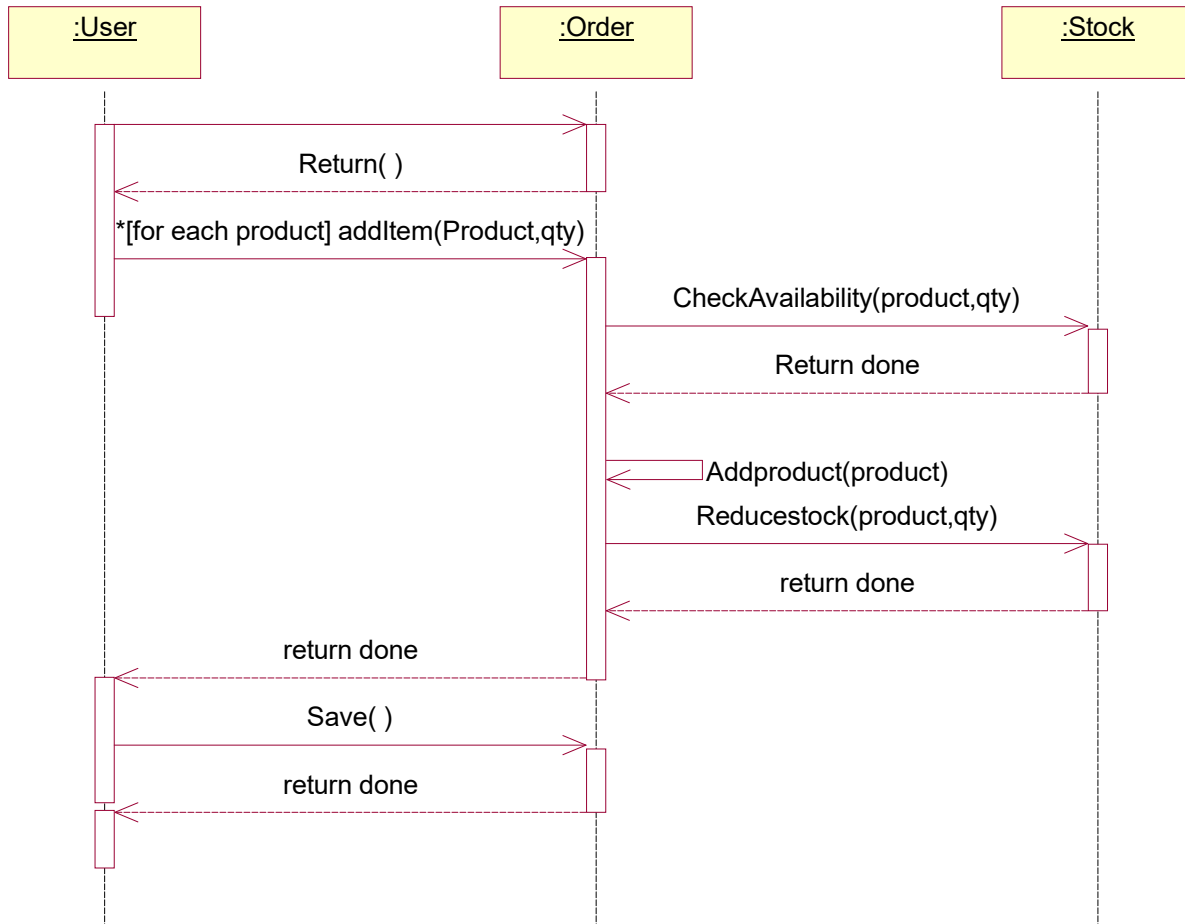 :User
:Order
:Stock
Return( )
*[for each product] addItem(Product,qty)
CheckAvailability(product,qty)
Return done
Addproduct(product)
Reducestock(product,qty)
return done
return done
Save( )
return done